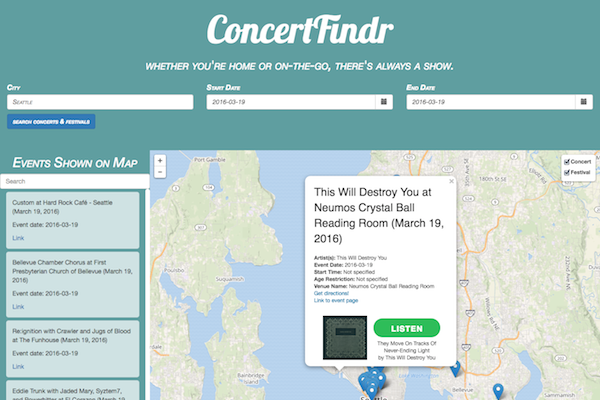 ConcertFindr
WHETHER YOU'RE HOME OR ON-THE-GO, THERE'S ALWAYS A SHOW.
CITY
START DATE
END DATE
SEATTLE
2016-03-19
2016-03-19
SEARCH CONCERTS & FESTIVALS
EVENTS SHOWN ON MAP
Search
Custom at Hard Rock Café - Seattle
(March 19, 2016)
Event date: 2016-03-19
Link
Bellevue Chamber Chorus at First
Presbyterian Church of Bellevue (March
19, 2016)
Event date: 2016-03-19
Link
Re:ignition with Crawler and Jugs of Blood
at The Funhouse (March 19, 2016)
Event date: 2016-03-19
Link
Eddie Trunk with Jaded Mary, Syztem7,
+
-
Port Gamble
Poulsbo
Suquamish
Bainbridge
Island
Seattle
Bellevue
180th St SE
Concert
Festival
×
This Will Destroy You at
Neumos Crystal Ball
Reading Room (March 19,
2016)
Artist(s): This Will Destroy You
Event Date: 2016-03-19
Start Time: Not specified
Age Restriction: Not specified
Venue Name: Neumos Crystal Ball Reading Room
Get directions!
Link to event page
LISTEN
They Move On Tracks Of
Never-Ending Light
by This Will Destroy You